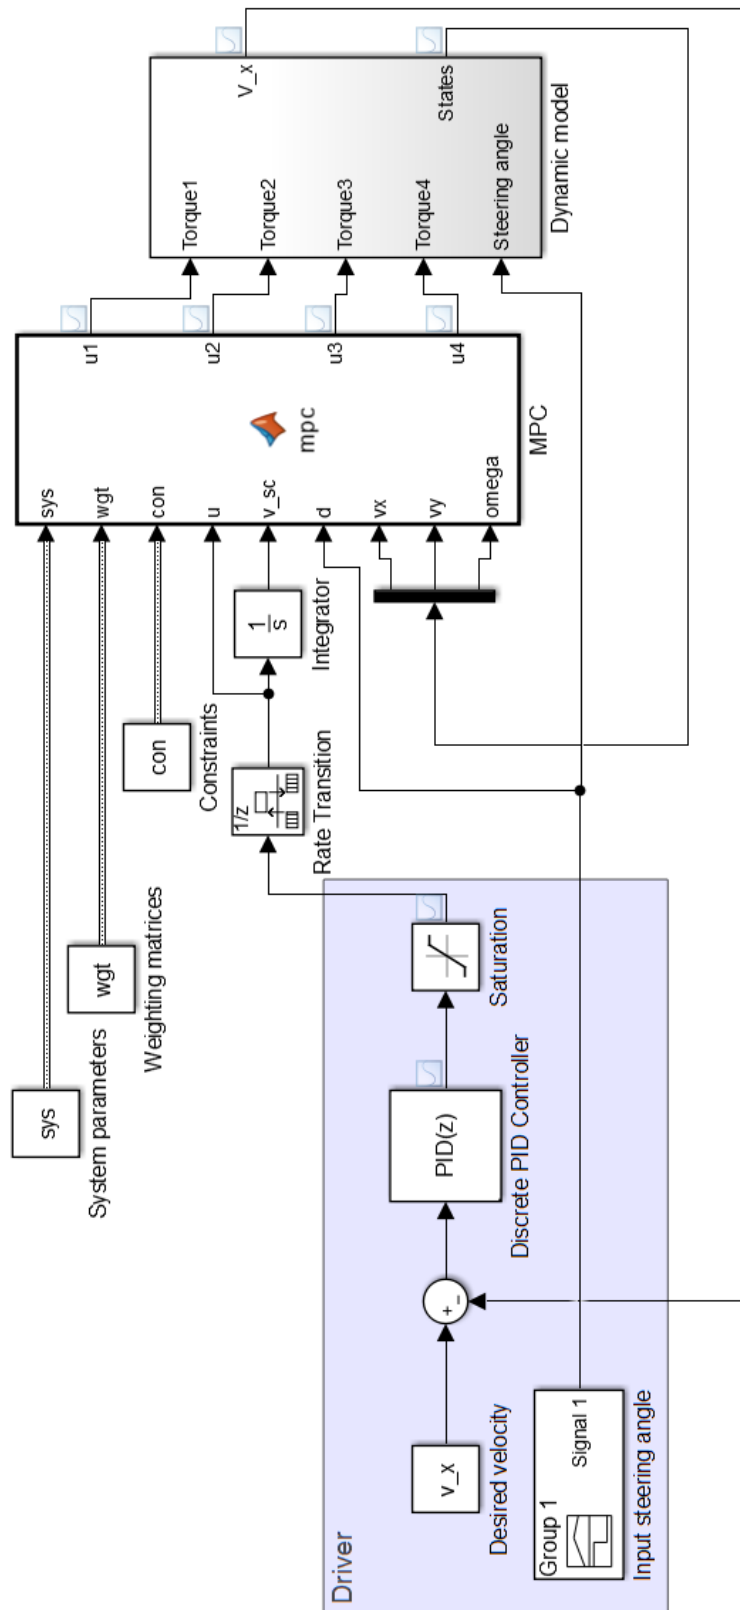 Driver
v_x
Desired velocity
Group 1
Signal 1
Input steering angle
+
−
PID(z)
Discrete PID Controller
Saturation
sys
System parameters
wgt
Weighting matrices
con
Constraints
1/z
Rate Transition
1
s
Integrator
sys
wgt
con
u
v_sc
d
vx
vy
omega
mpc
u1
u2
u3
u4
MPC
Torque1
Torque2
Torque3
Torque4
Steering angle
V_x
States
Dynamic model